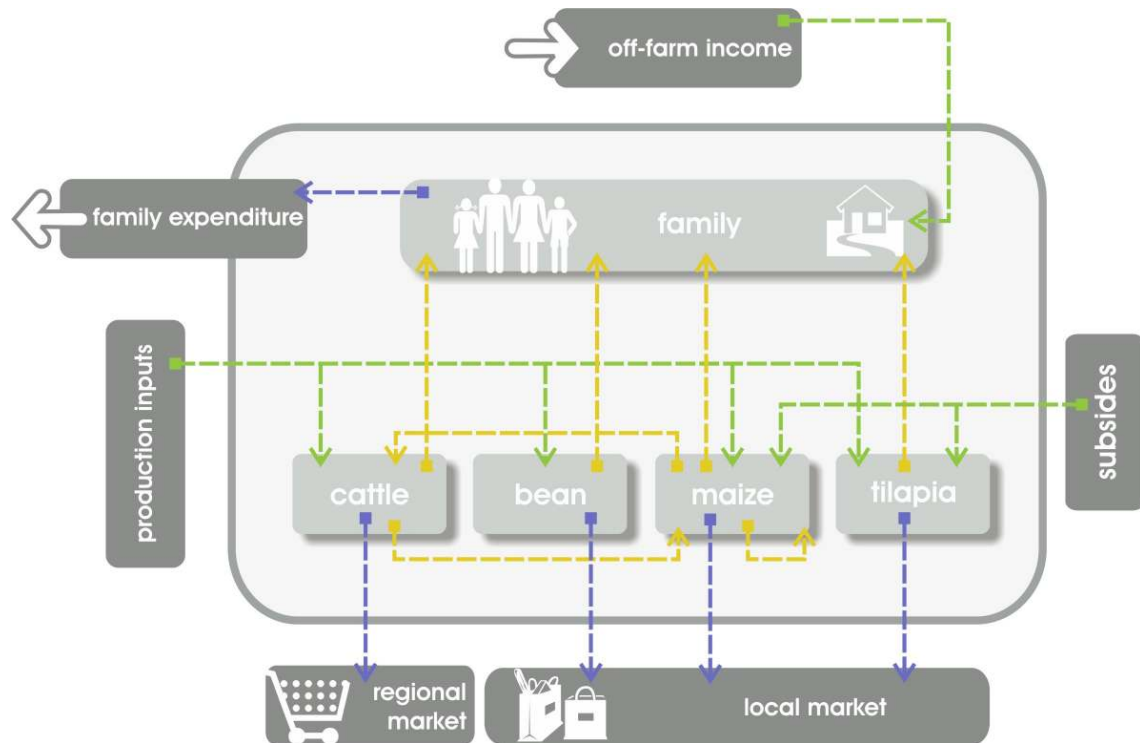 off-farm income
family expenditure
family
production inputs
subsides
cattle
bean
maize
tilapia
regional
market
local market